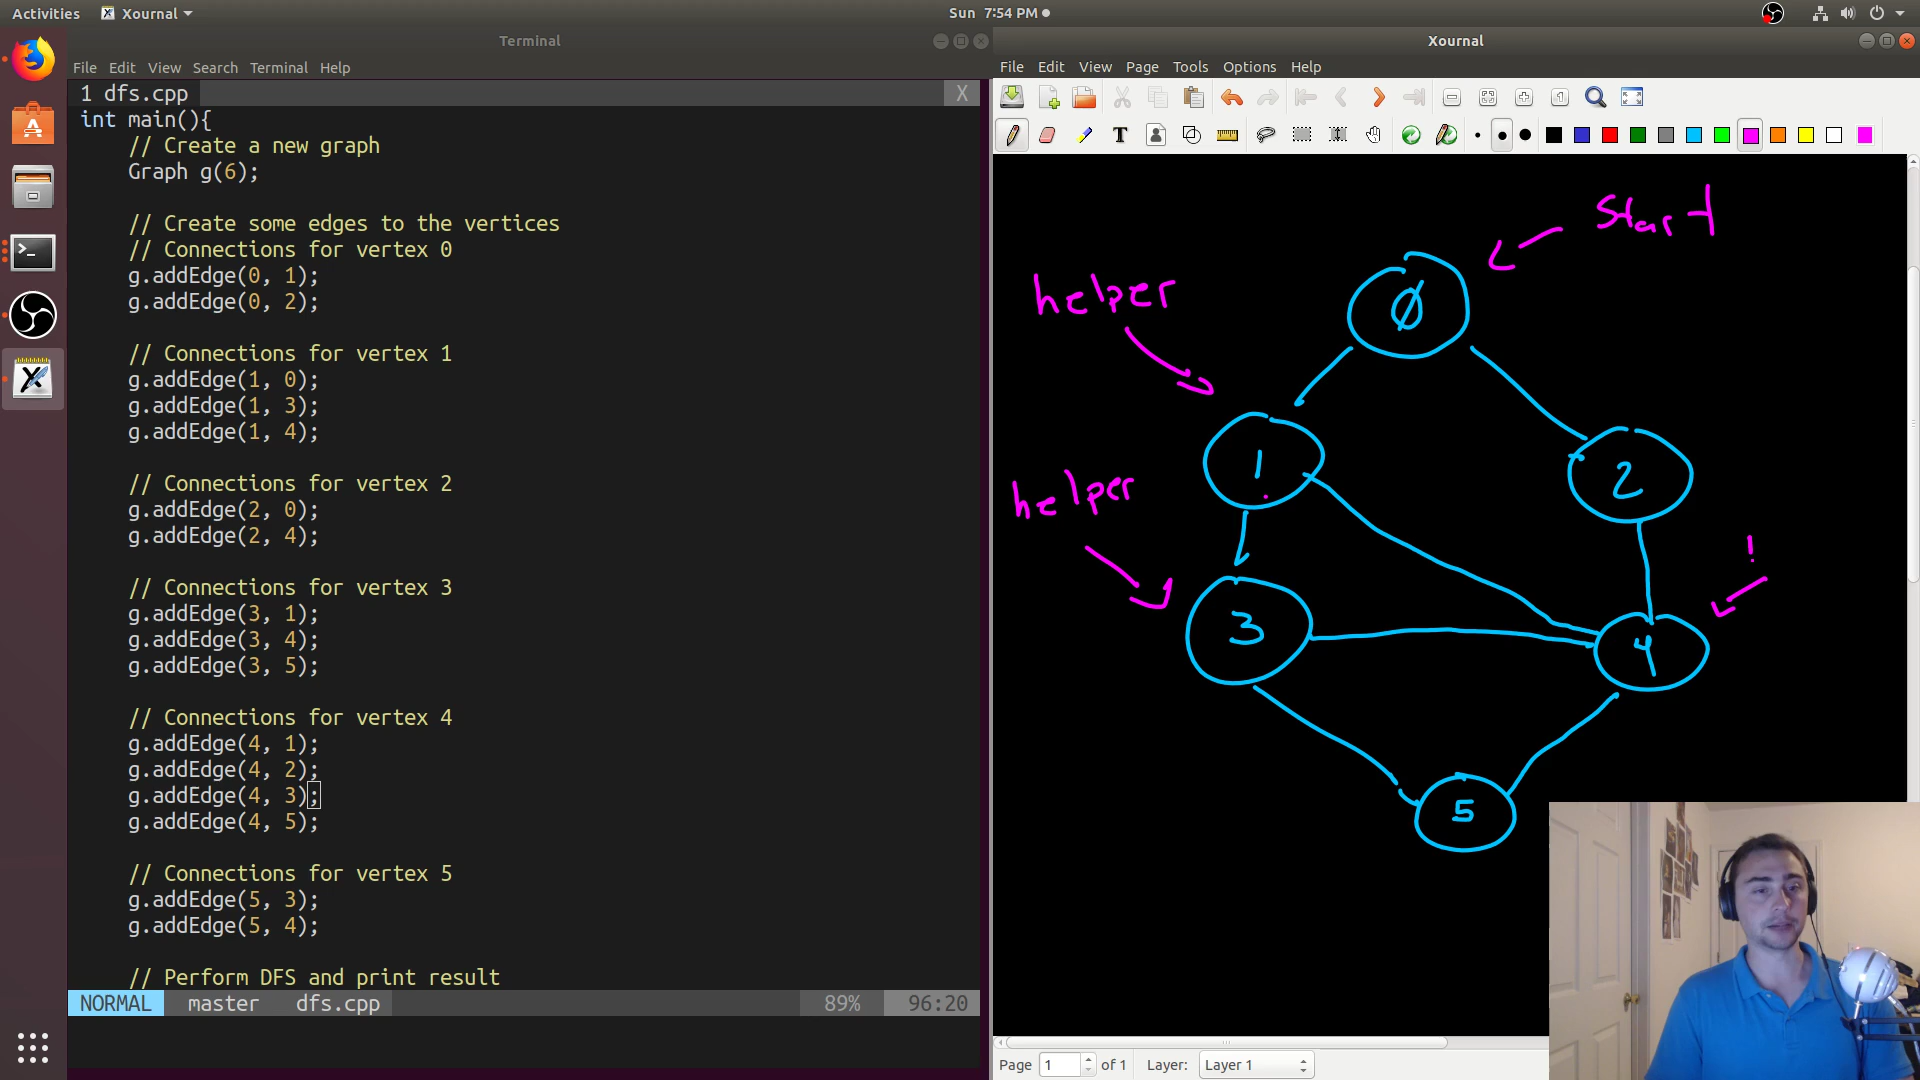 Activities
Xournal
Sun 7:54 PM
Terminal
File Edit View Search Terminal Help
1 dfs.cpp X
int main(){
// Create a new graph
Graph g(6);
// Create some edges to the vertices
// Connections for vertex 0
g.addEdge(0, 1);
g.addEdge(0, 2);
// Connections for vertex 1
g.addEdge(1, 0);
g.addEdge(1, 3);
g.addEdge(1, 4);
// Connections for vertex 2
g.addEdge(2, 0);
g.addEdge(2, 4);
// Connections for vertex 3
g.addEdge(3, 1);
g.addEdge(3, 4);
g.addEdge(3, 5);
// Connections for vertex 4
g.addEdge(4, 1);
g.addEdge(4, 2);
g.addEdge(4, 3);
g.addEdge(4, 5);
// Connections for vertex 5
g.addEdge(5, 3);
g.addEdge(5, 4);
// Perform DFS and print result
NORMAL master dfs.cpp 89% 96:20
Xournal
File Edit View Page Tools Options Help
Start
0
helper
1
2
helper
!
3
4
5
Page 1 of 1 Layer: Layer 1